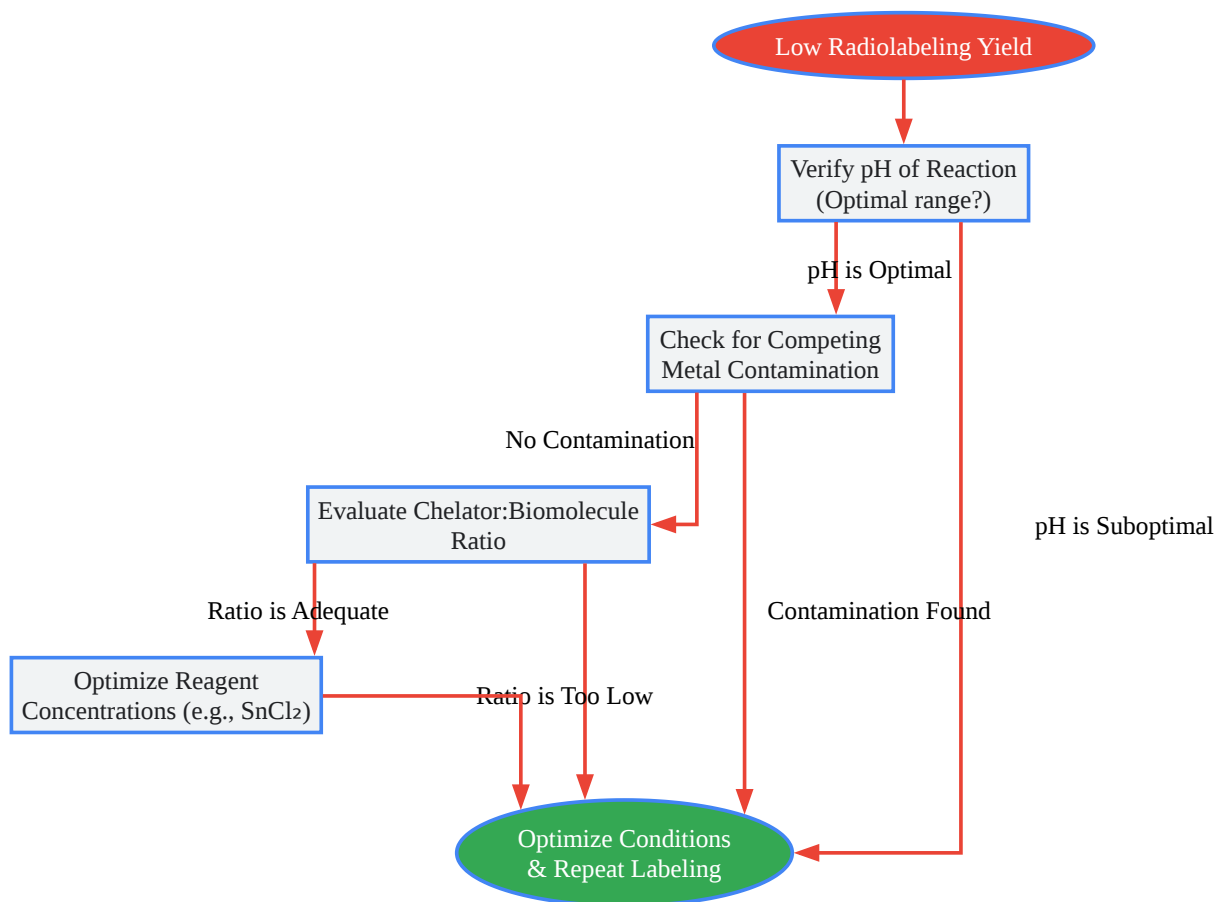 Low Radiolabeling Yield
Verify pH of Reaction
(Optimal range?)
pH is Optimal
Check for Competing
Metal Contamination
No Contamination
Evaluate Chelator:Biomolecule
Ratio
pH is Suboptimal
Ratio is Adequate
Contamination Found
Optimize Reagent
Concentrations (e.g., SnCl₂)
Ratio is Too Low
Optimize Conditions
& Repeat Labeling